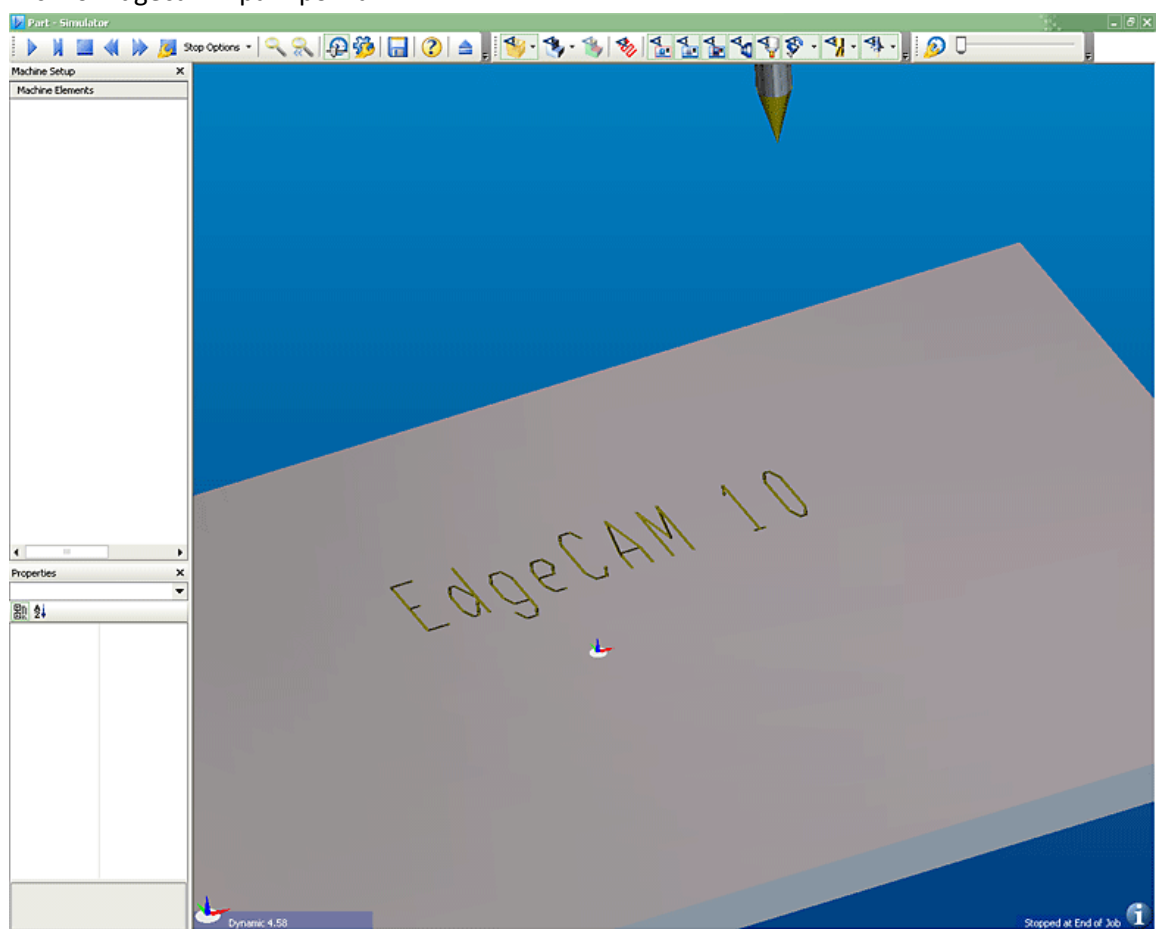 Part - Simulator
Stop Options
Machine Setup
Machine Elements
EdgeCAM 10
Properties
Dynamic 4.58
Stopped at End of Job